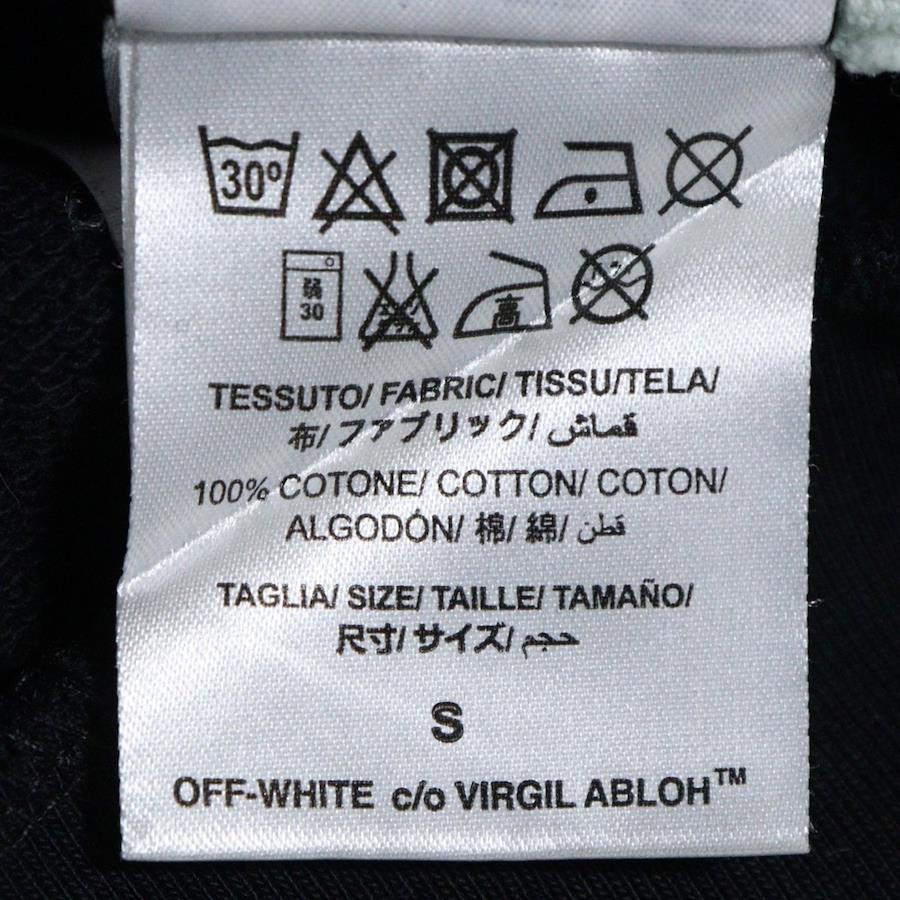 30°
弱
30
高
TESSUTO/ FABRIC/ TISSU/TELA/
布/ファブリック/ قماش/
100% COTONE/ COTTON/ COTON/
ALGODÓN/ 棉/ 綿/ قطن
TAGLIA/ SIZE/ TAILLE/ TAMAÑO/
尺寸/ サイズ/ حجم
S
OFF-WHITE c/o VIRGIL ABLOH™